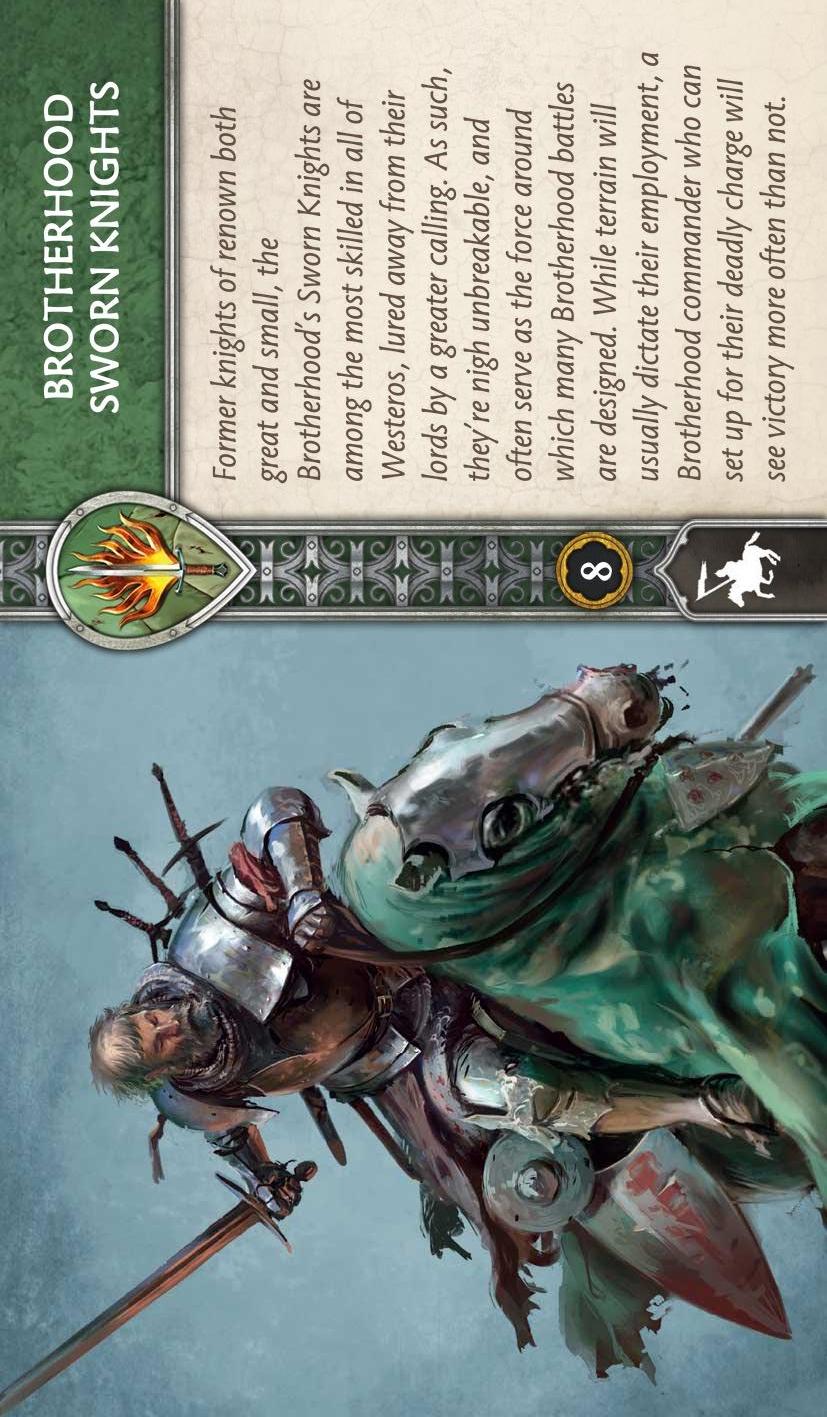 BROTHERHOOD
SWORN KNIGHTS
Former knights of renown both
great and small, the
Brotherhood's Sworn Knights are
among the most skilled in all of
Westeros, lured away from their
lords by a greater calling. As such,
they're nigh unbreakable, and
often serve as the force around
which many Brotherhood battles
are designed. While terrain will
usually dictate their employment, a
Brotherhood commander who can
set up for their deadly charge will
see victory more often than not.
8